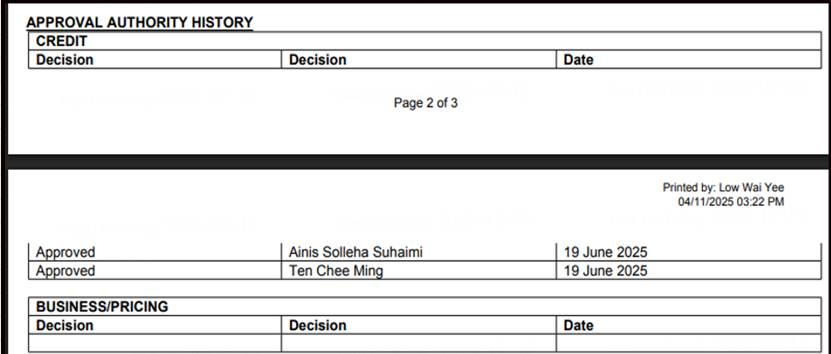 APPROVAL AUTHORITY HISTORY
CREDIT
Decision Decision Date
Page 2 of 3
Printed by: Low Wai Yee
04/11/2025 03:22 PM
Approved Ainis Solleha Suhaimi 19 June 2025
Approved Ten Chee Ming 19 June 2025
BUSINESS/PRICING
Decision Decision Date